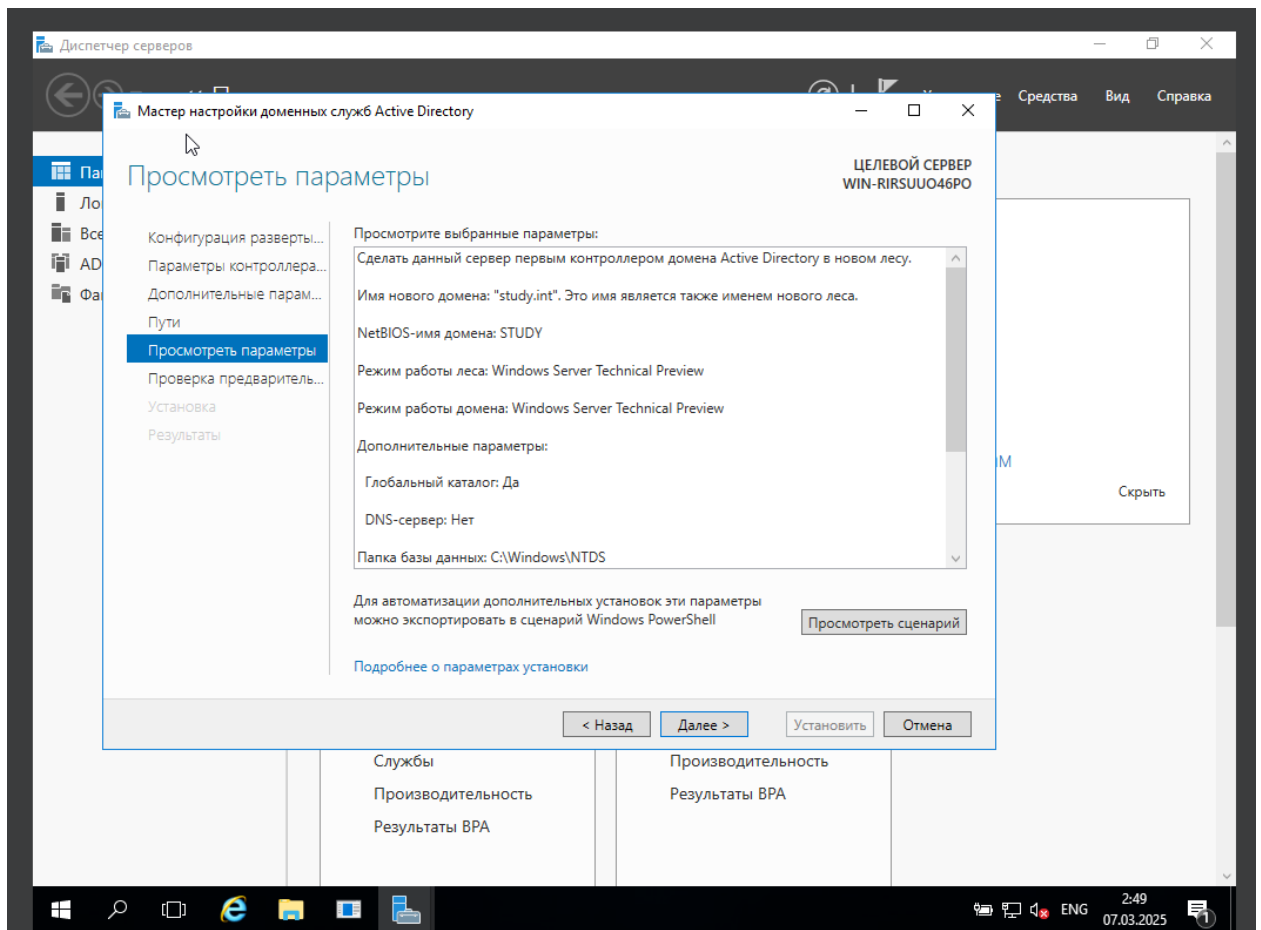 Диспетчер серверов
Средства Вид Справка
Мастер настройки доменных служб Active Directory
Просмотреть параметры
ЦЕЛЕВОЙ СЕРВЕР
WIN-RIRSUUO46PO
Па
Ло
Все
AD
Фа
Конфигурация разверты...
Параметры контроллера...
Дополнительные парам...
Пути
Просмотреть параметры
Проверка предваритель...
Установка
Результаты
Просмотрите выбранные параметры:
Сделать данный сервер первым контроллером домена Active Directory в новом лесу.
Имя нового домена: "study.int". Это имя является также именем нового леса.
NetBIOS-имя домена: STUDY
Режим работы леса: Windows Server Technical Preview
Режим работы домена: Windows Server Technical Preview
Дополнительные параметры:
Глобальный каталог: Да
DNS-сервер: Нет
Папка базы данных: C:\Windows\NTDS
Для автоматизации дополнительных установок эти параметры
можно экспортировать в сценарий Windows PowerShell
Просмотреть сценарий
Подробнее о параметрах установки
< Назад Далее > Установить Отмена
Скрыть
Службы
Производительность
Результаты BPA
Производительность
Результаты BPA
ENG
2:49
07.03.2025
1